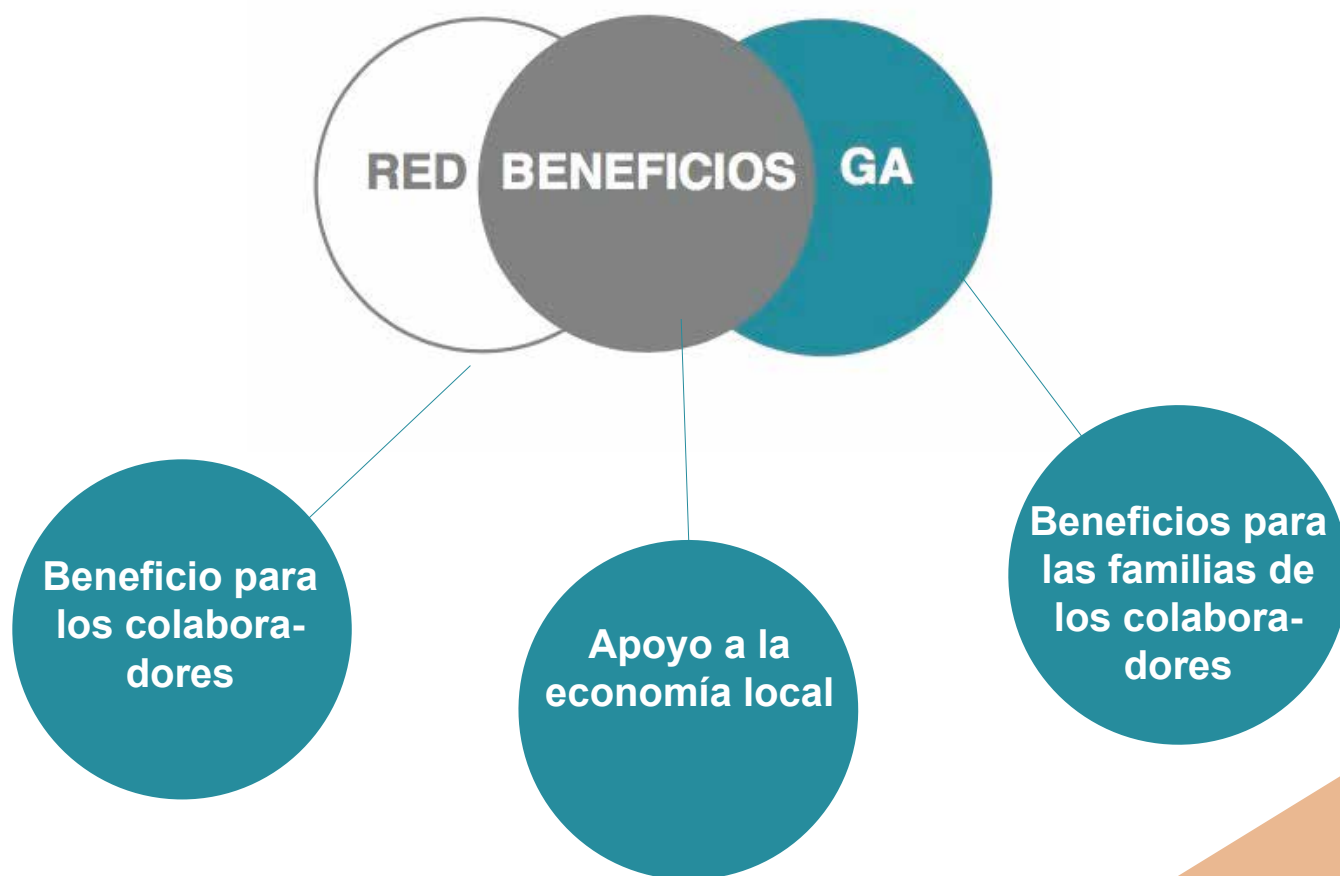 RED BENEFICIOS GA
Beneficio para
los colabora-
dores
Apoyo a la
economía local
Beneficios para
las familias de
los colabora-
dores